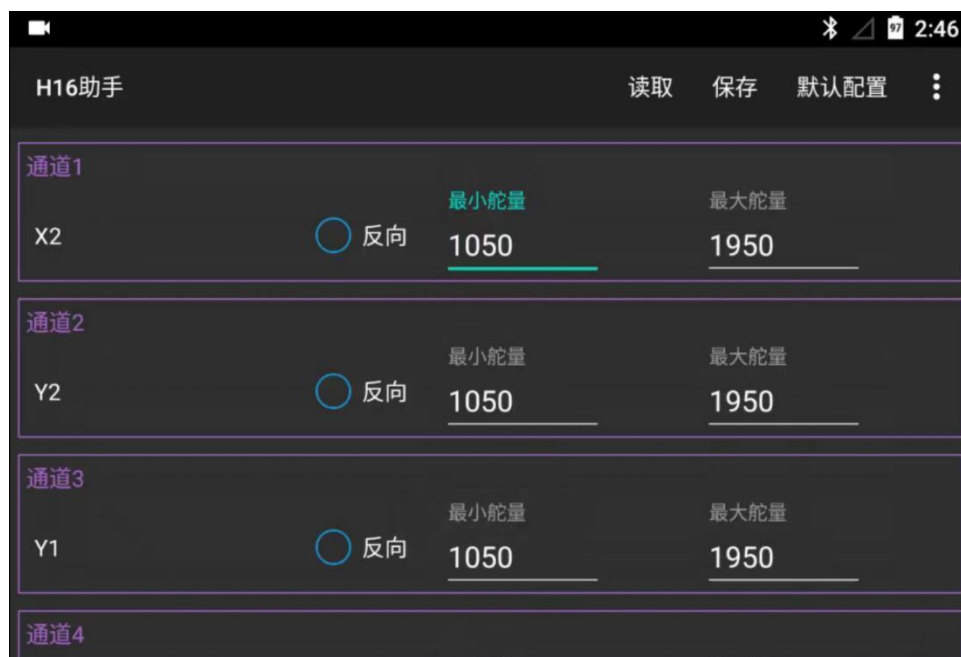 97 2:46
H16助手 读取 保存 默认配置
通道1
最小舵量 最大舵量
X2 反向 1050 1950
通道2
最小舵量 最大舵量
Y2 反向 1050 1950
通道3
最小舵量 最大舵量
Y1 反向 1050 1950
通道4